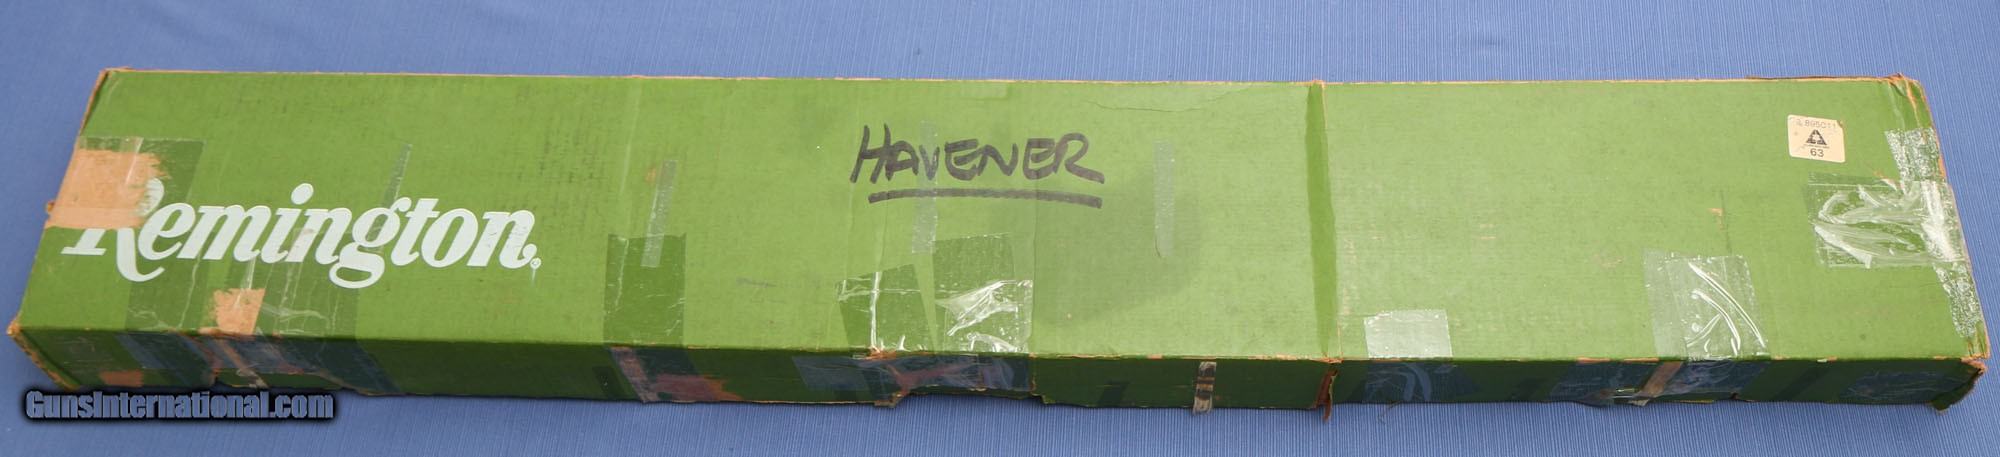 HAVENER
Remington®
63
GunsInternational.com